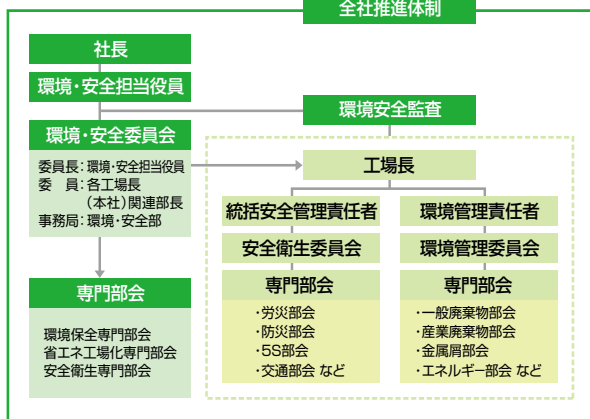 全社推進体制
社長
環境・安全担当役員
環境安全監査
環境・安全委員会
委員長：環境・安全担当役員
委　員：各工場長
（本社）関連部長
事務局：環境・安全部
専門部会
環境保全専門部会
省エネ工場化専門部会
安全衛生専門部会
工場長
統括安全管理責任者
安全衛生委員会
専門部会
・労災部会
・防災部会
・5S部会
・交通部会 など
環境管理責任者
環境管理委員会
専門部会
・一般廃棄物部会
・産業廃棄物部会
・金属屑部会
・エネルギー部会 など